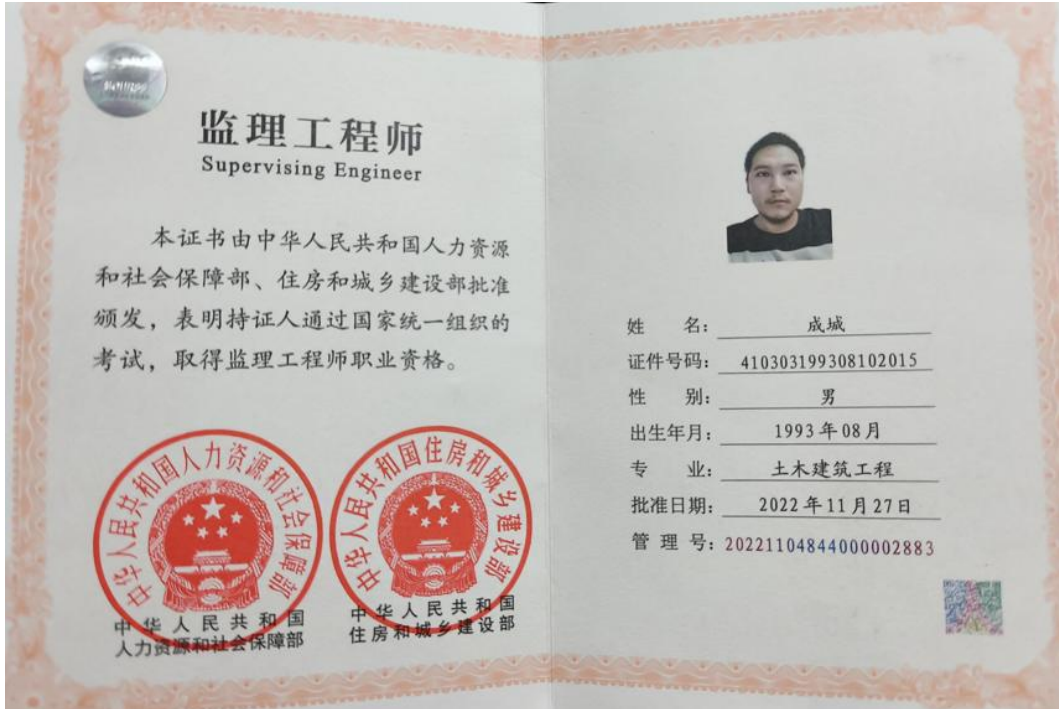 监理工程师
Supervising Engineer
本证书由中华人民共和国人力资源
和社会保障部、住房和城乡建设部批准
颁发，表明持证人通过国家统一组织的
考试，取得监理工程师职业资格。
中华人民共和国人力资源和社会保障部
中华人民共和国住房和城乡建设部
中华人民共和国
人力资源和社会保障部
中华人民共和国
住房和城乡建设部
姓 名：成城
证件号码：410303199308102015
性 别：男
出生年月：1993年08月
专 业：土木建筑工程
批准日期：2022年11月27日
管 理 号：20221104844000002883